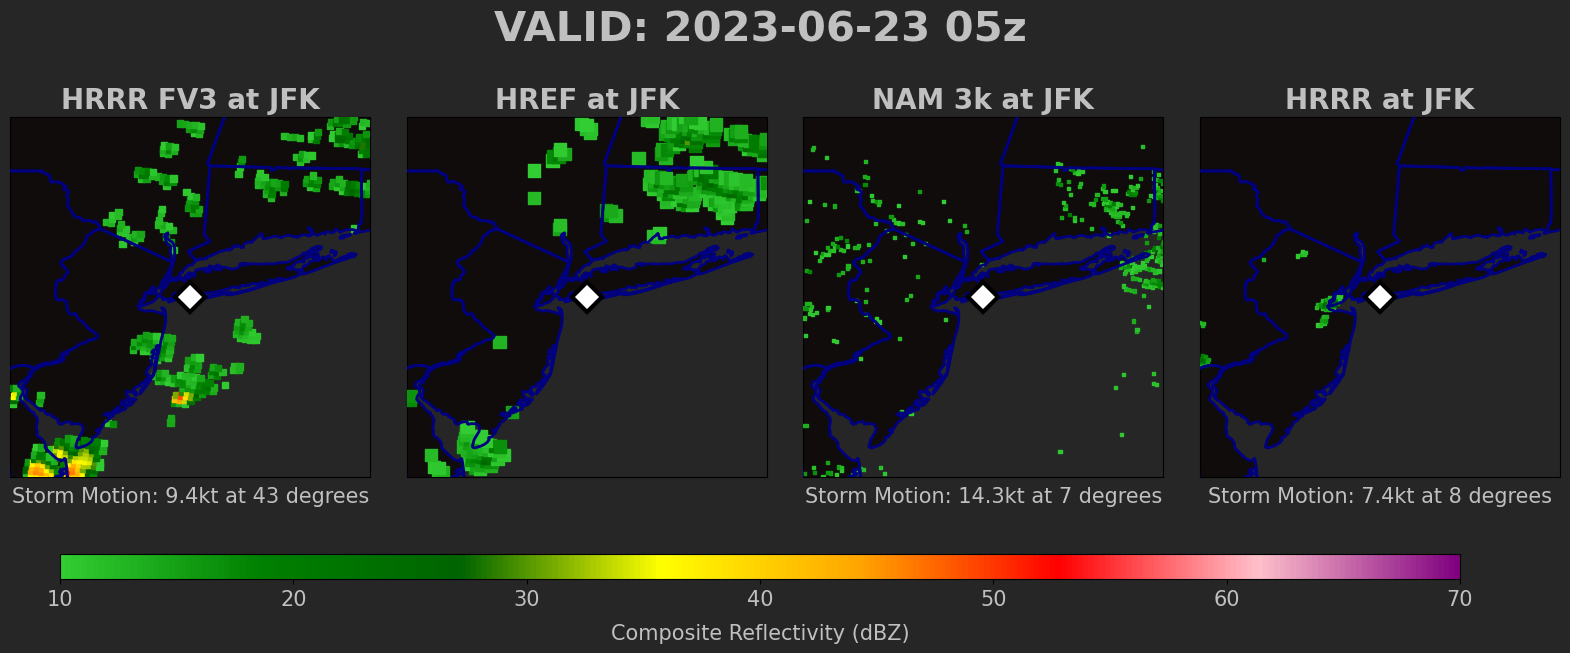 VALID: 2023-06-23 05z
HRRR FV3 at JFK
HREF at JFK
NAM 3k at JFK
HRRR at JFK
Storm Motion: 9.4kt at 43 degrees
Storm Motion: 14.3kt at 7 degrees
Storm Motion: 7.4kt at 8 degrees
10 20 30 40 50 60 70
Composite Reflectivity (dBZ)